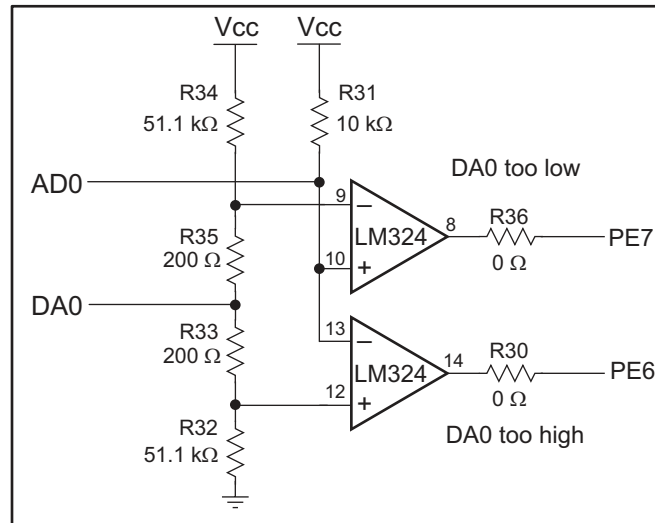 Vcc Vcc
R34
51.1 kΩ
R31
10 kΩ
AD0
DA0 too low
9
−
8
R36
LM324
PE7
R35
200 Ω
10
+
0 Ω
DA0
13
−
R33
200 Ω
14
R30
LM324
PE6
12
+
0 Ω
R32
51.1 kΩ
DA0 too high